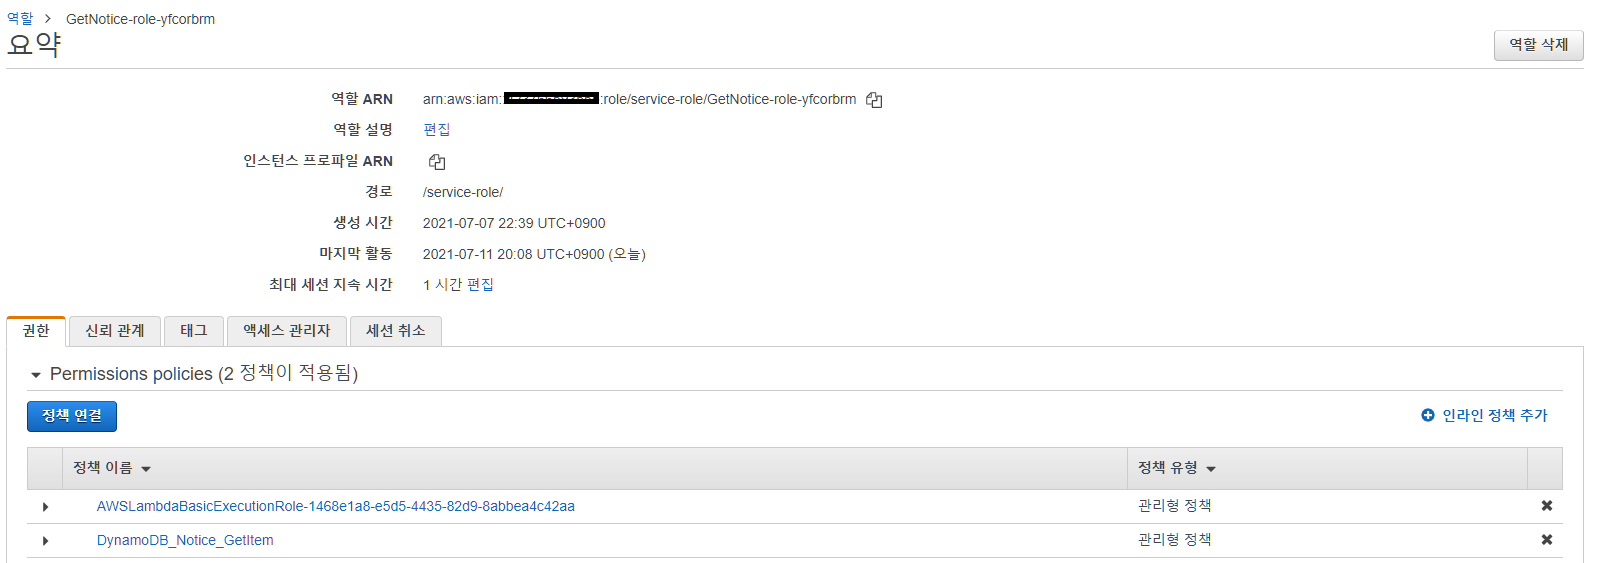 역할 > GetNotice-role-yfcorbrm
요약
역할 삭제
역할 ARN arn:aws:iam: :role/service-role/GetNotice-role-yfcorbrm
역할 설명 편집
인스턴스 프로파일 ARN
경로 /service-role/
생성 시간 2021-07-07 22:39 UTC+0900
마지막 활동 2021-07-11 20:08 UTC+0900 (오늘)
최대 세션 지속 시간 1 시간 편집
권한 신뢰 관계 태그 액세스 관리자 세션 취소
Permissions policies (2 정책이 적용됨)
정책 연결 인라인 정책 추가
정책 이름 정책 유형
AWSLambdaBasicExecutionRole-1468e1a8-e5d5-4435-82d9-8abbea4c42aa 관리형 정책
DynamoDB_Notice_GetItem 관리형 정책